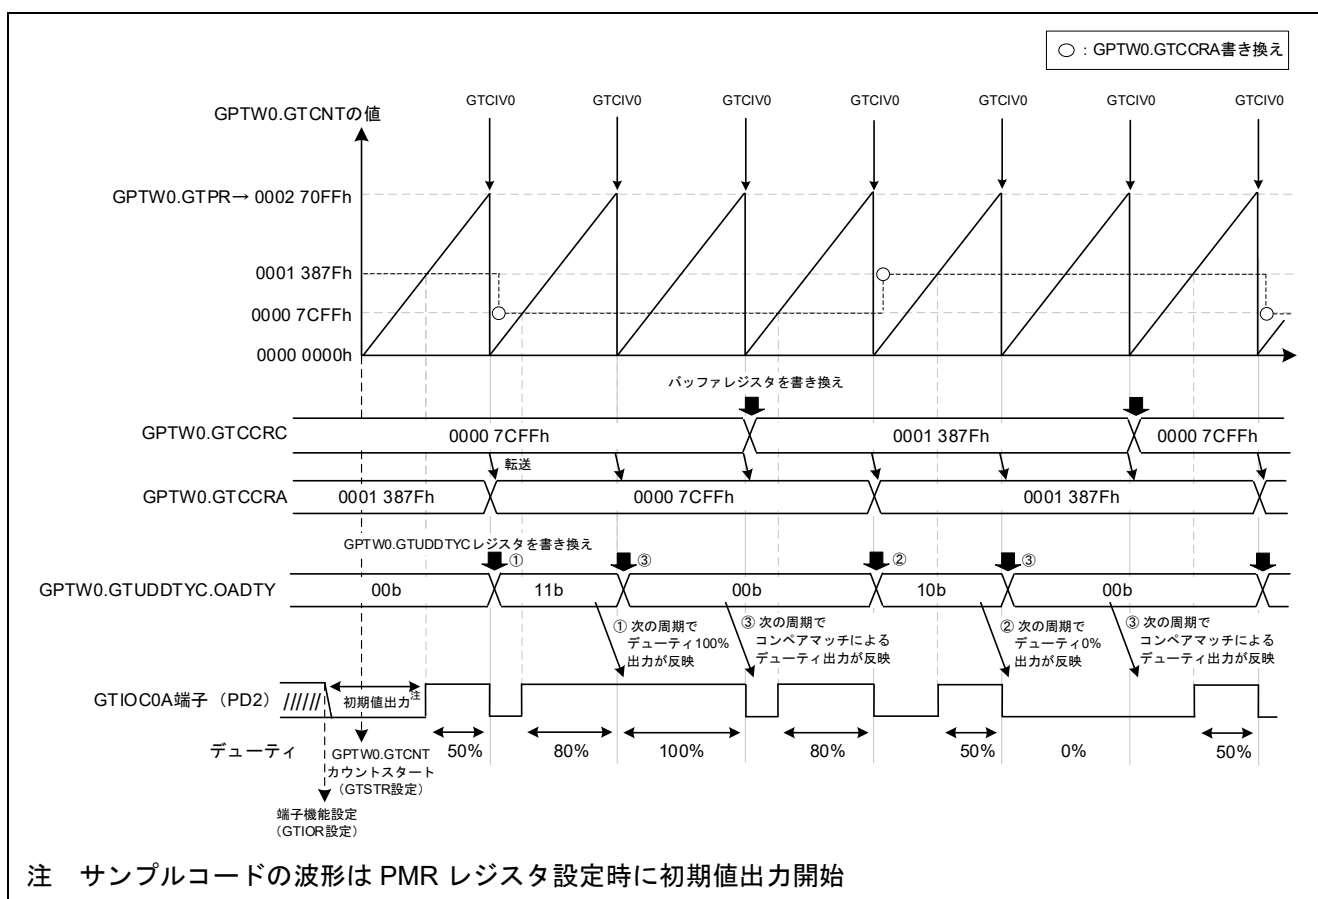 ○ : GPTW0.GTCCRA書き換え
GTCIV0 GTCIV0 GTCIV0 GTCIV0 GTCIV0 GTCIV0 GTCIV0
GPTW0.GTCNTの値
GPTW0.GTPR→ 0002 70FFh
0001 387Fh
0000 7CFFh
0000 0000h
バッファレジスタを書き換え
GPTW0.GTCCRC 0000 7CFFh 0001 387Fh 0000 7CFFh
転送
GPTW0.GTCCRA 0001 387Fh 0000 7CFFh 0001 387Fh
GPTW0.GTUDDTYCレジスタを書き換え
① ③ ② ③
GPTW0.GTUDDTYC.OADTY 00b 11b 00b 10b 00b
① 次の周期で
デューティ100%
出力が反映
③ 次の周期で
コンペアマッチによる
デューティ出力が反映
② 次の周期で
デューティ0%
出力が反映
③ 次の周期で
コンペアマッチによる
デューティ出力が反映
GTIOC0A端子（PD2） 初期値出力注
デューティ 50% 80% 100% 80% 50% 0% 50%
GPTW0.GTCNT
カウントスタート
（GTSTR設定）
端子機能設定
（GTIOR設定）
注 サンプルコードの波形は PMR レジスタ設定時に初期値出力開始